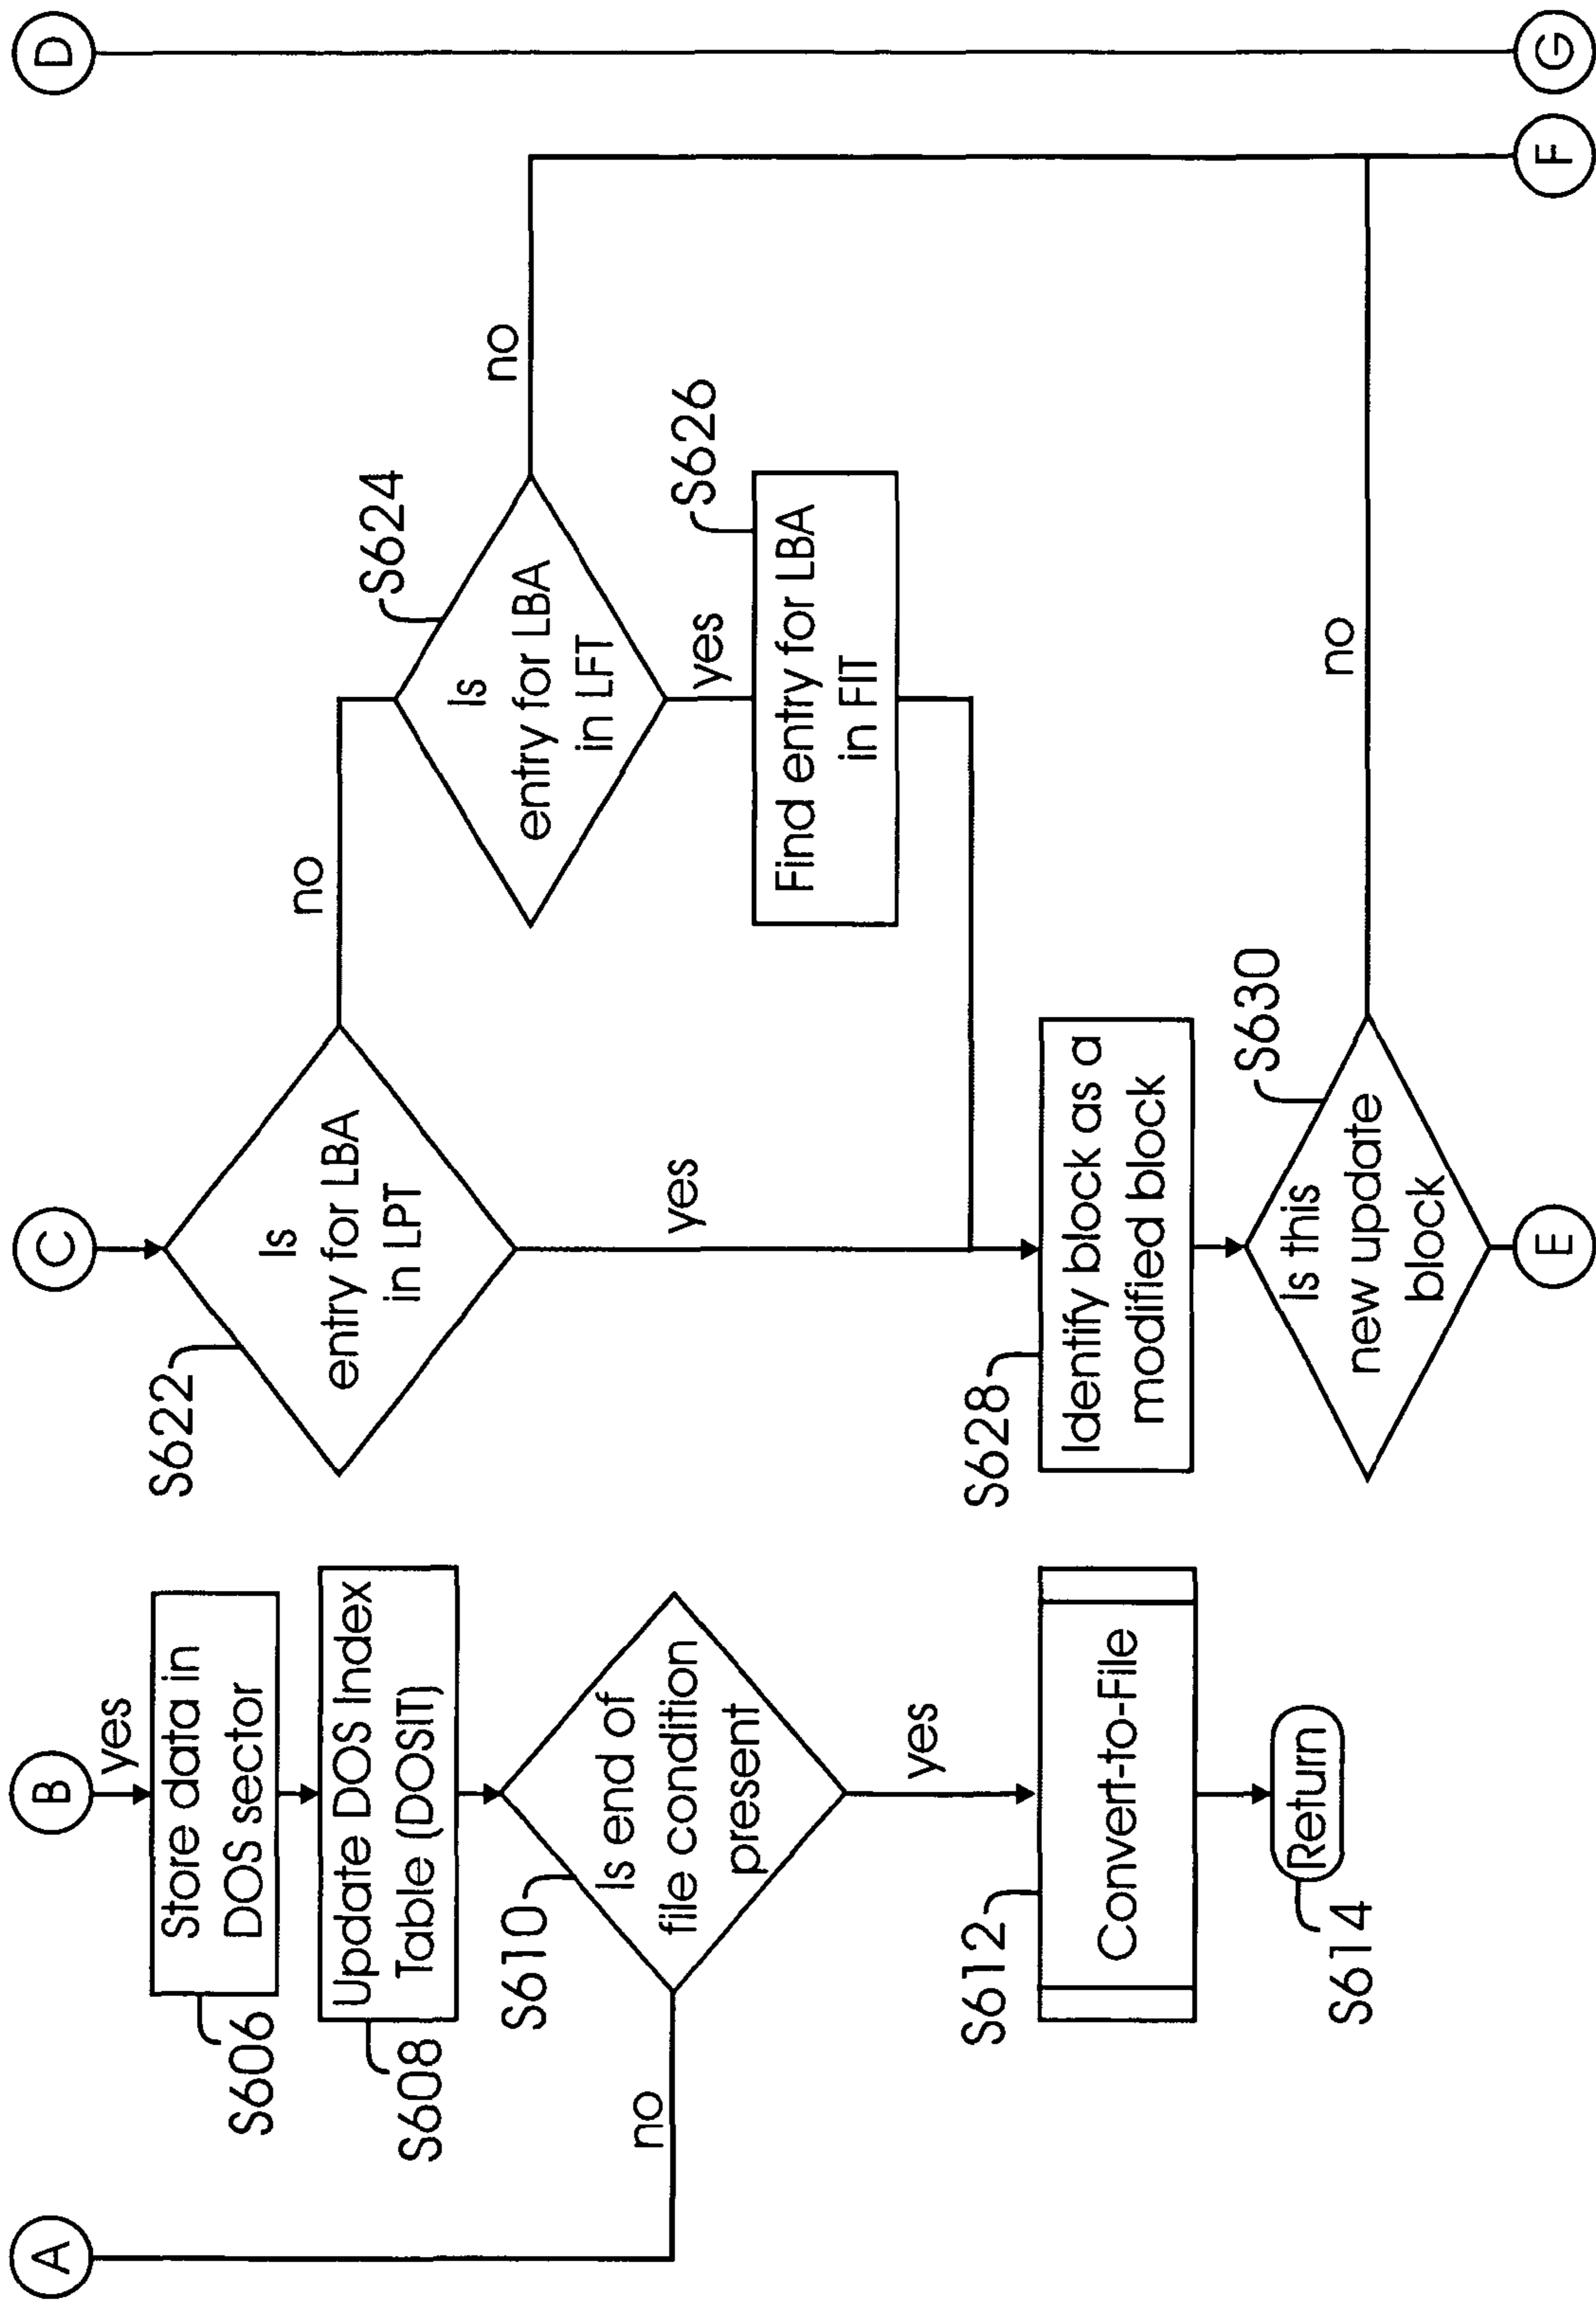 A
B
C
D
yes
S606
Store data in
DOS sector
S608
Update DOS Index
Table (DOSIT)
S610
Is end of
file condition
present
no
yes
S612
Convert-to-File
Return
S614
S622
Is
entry for LBA
in LPT
no
yes
S624
Is
entry for LBA
in LFT
no
yes
S626
Find entry for LBA
in FIT
S628
Identify block as a
modified block
S630
Is this
new update
block
no
E
F
G